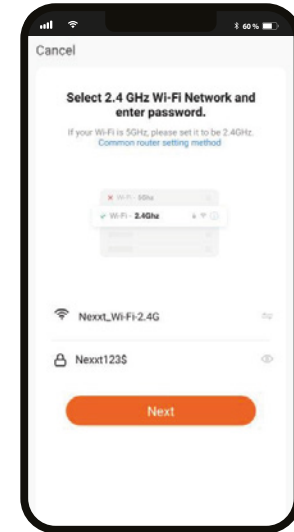 60 %
Cancel
Select 2.4 GHz Wi-Fi Network and
enter password.
If your Wi-Fi is 5GHz, please set it to be 2.4GHz.
Common router setting method
Wi-Fi - 5Ghz
Wi-Fi - 2.4Ghz
Nexxt_Wi-Fi-2.4G
Nexxt123$
Next